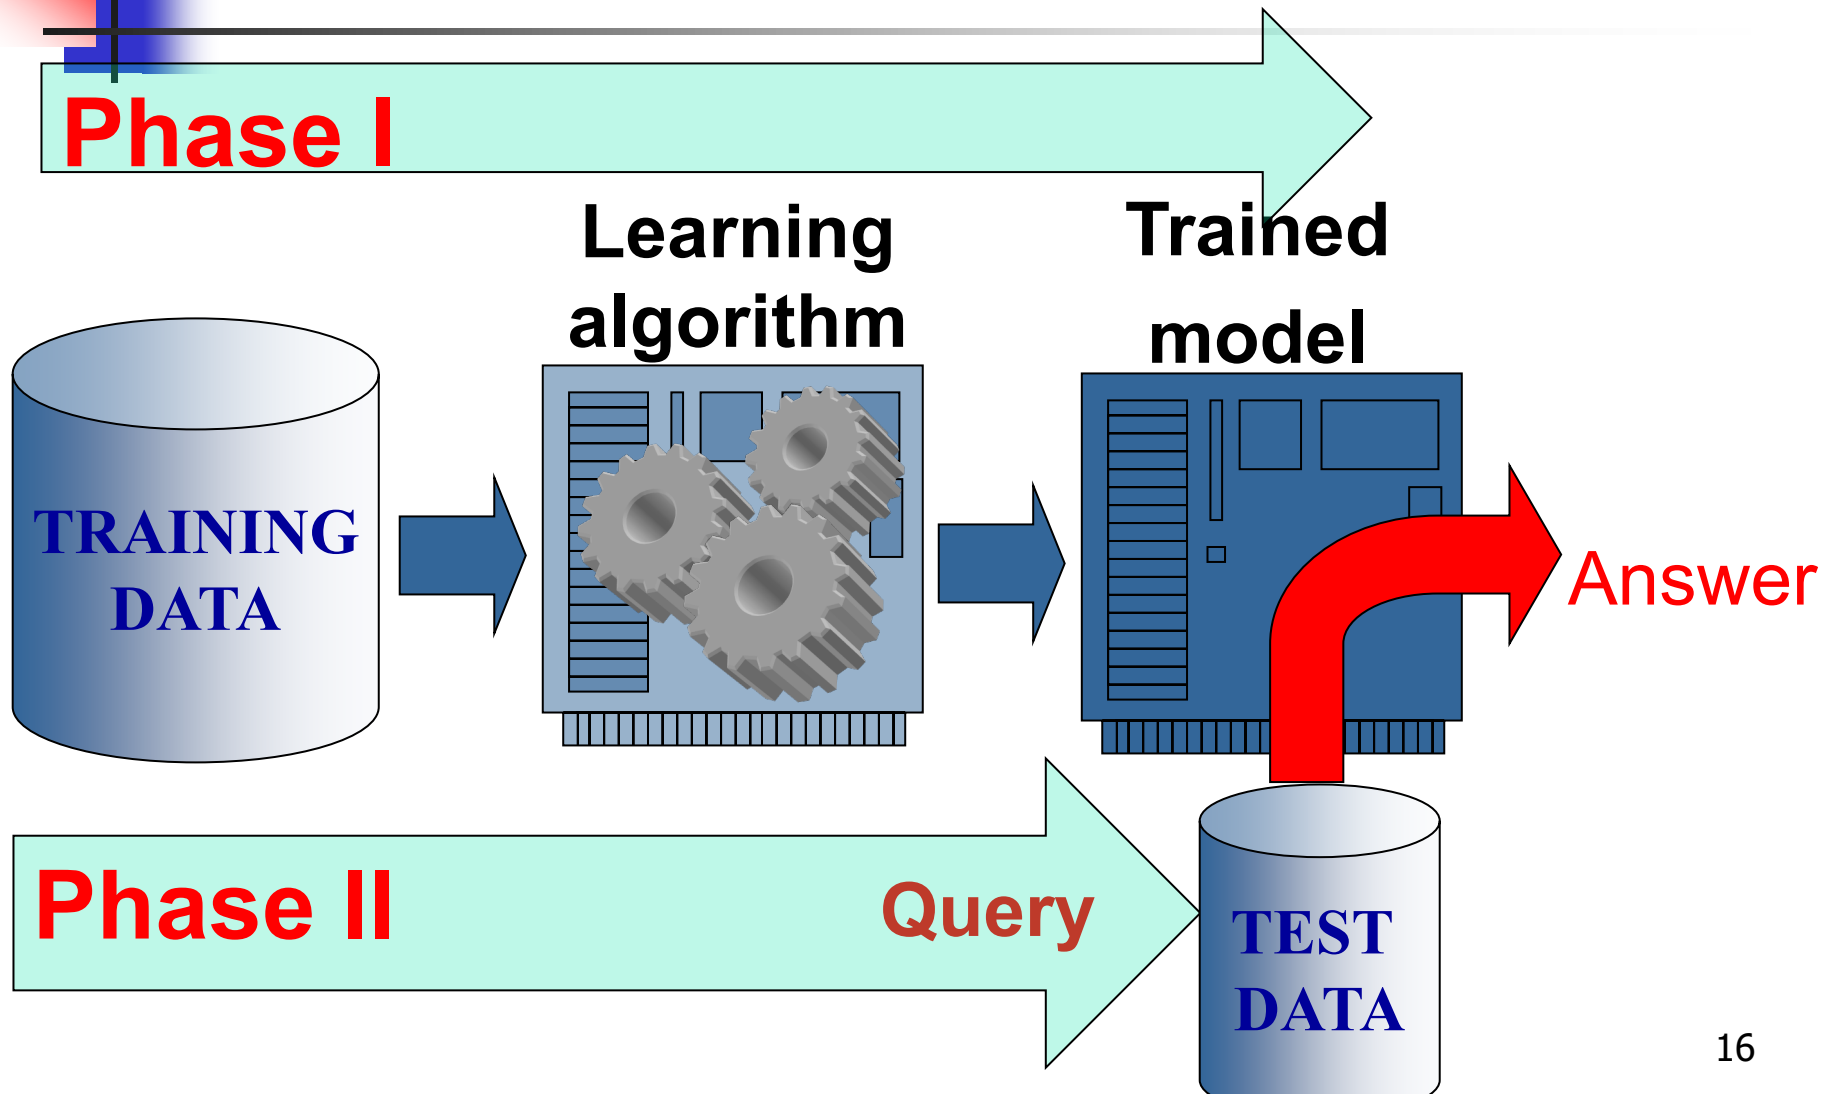 Phase I
Learning
algorithm
Trained
model
TRAINING
DATA
Answer
Phase II
Query
TEST
DATA
16